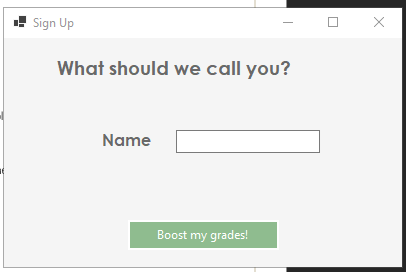 Sign Up
What should we call you?
Name
Boost my grades!